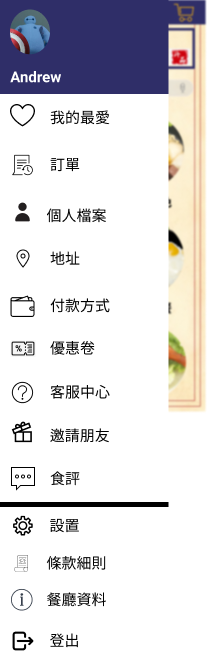 Andrew
我的最愛
訂單
個人檔案
地址
付款方式
優惠卷
客服中心
邀請朋友
食評
設置
條款細則
餐廳資料
登出